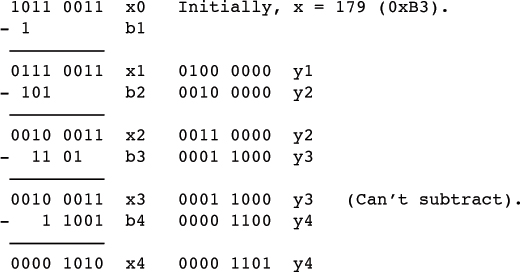 1011 0011 x0 Initially, x = 179 (0xB3).
- 1 b1
0111 0011 x1 0100 0000 y1
- 101 b2 0010 0000 y2
0010 0011 x2 0011 0000 y2
- 11 01 b3 0001 1000 y3
0010 0011 x3 0001 1000 y3 (Can't subtract).
- 1 1001 b4 0000 1100 y4
0000 1010 x4 0000 1101 y4